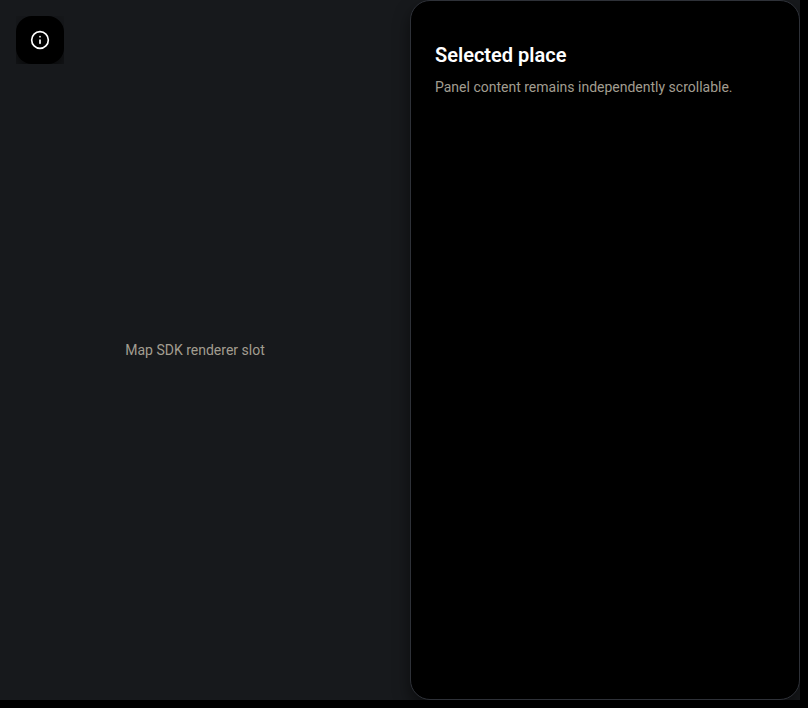 Selected place
Panel content remains independently scrollable.
Map SDK renderer slot